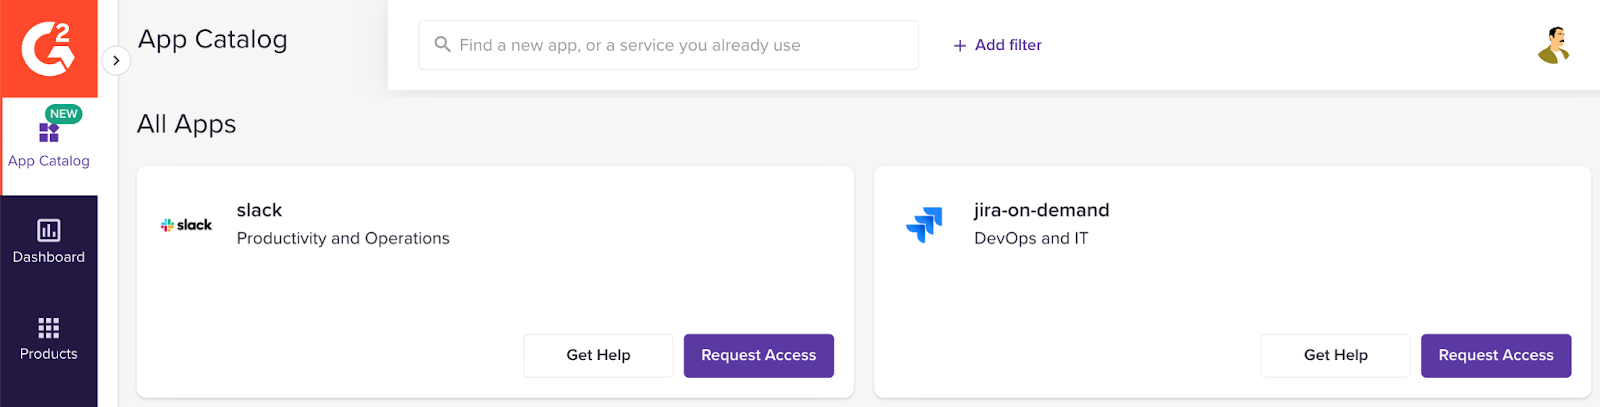 G2
App Catalog
Find a new app, or a service you already use
+ Add filter
NEW
App Catalog
Dashboard
Products
All Apps
slack
slack
Productivity and Operations
Get Help
Request Access
jira-on-demand
DevOps and IT
Get Help
Request Access